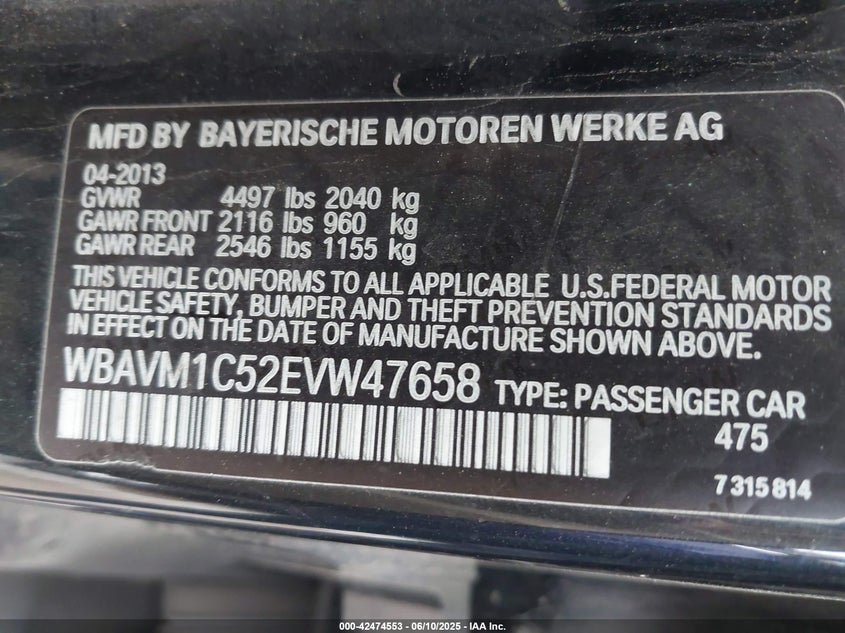 MFD BY BAYERISCHE MOTOREN WERKE AG
04-2013
GVWR 4497 lbs 2040 kg
GAWR FRONT 2116 lbs 960 kg
GAWR REAR 2546 lbs 1155 kg
THIS VEHICLE CONFORMS TO ALL APPLICABLE U.S.FEDERAL MOTOR
VEHICLE SAFETY, BUMPER AND THEFT PREVENTION STANDARDS
IN EFFECT ON THE DATE OF MANUFACTURE SHOWN ABOVE.
WBAVM1C52EVW47658 TYPE: PASSENGER CAR
475
7 315 814
000-42474553 - 06/10/2025 - IAA Inc.